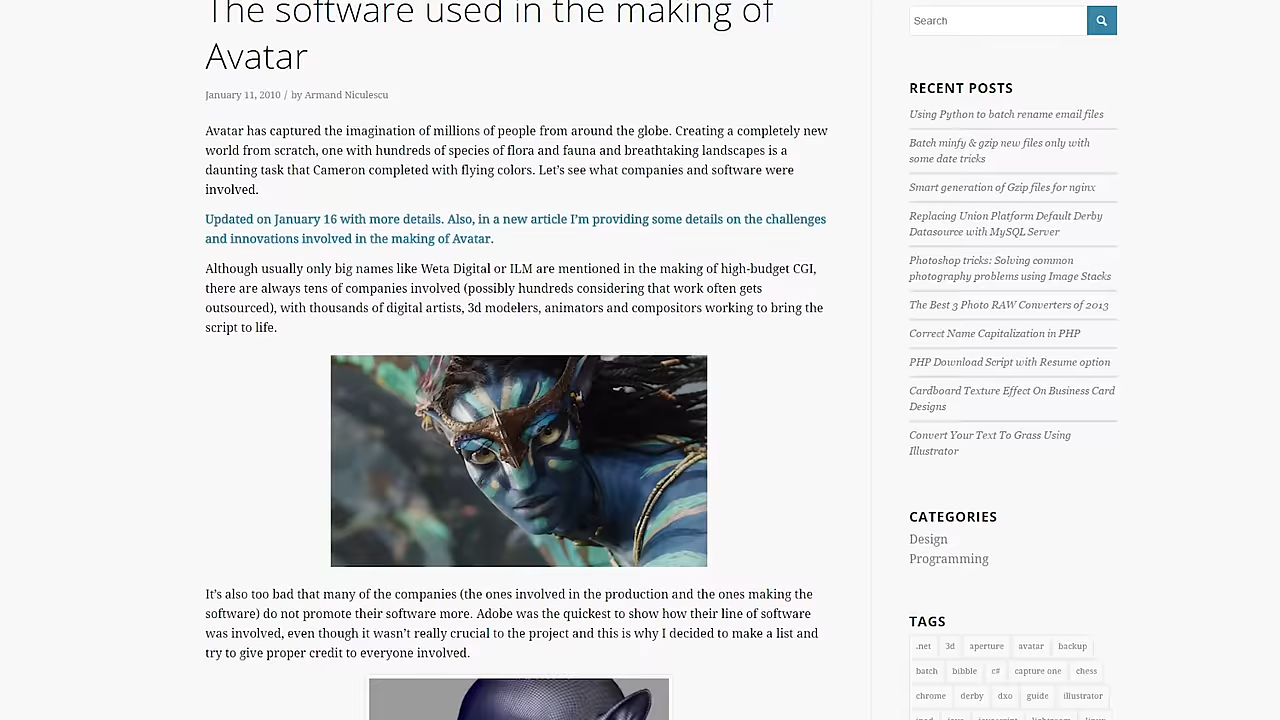 The software used in the making of
Avatar
January 11, 2010 / by Armand Niculescu
Avatar has captured the imagination of millions of people from around the globe. Creating a completely new
world from scratch, one with hundreds of species of flora and fauna and breathtaking landscapes is a
daunting task that Cameron completed with flying colors. Let’s see what companies and software were
involved.
Updated on January 16 with more details. Also, in a new article I’m providing some details on the challenges
and innovations involved in the making of Avatar.
Although usually only big names like Weta Digital or ILM are mentioned in the making of high-budget CGI,
there are always tens of companies involved (possibly hundreds considering that work often gets
outsourced), with thousands of digital artists, 3d modelers, animators and compositors working to bring the
script to life.
It’s also too bad that many of the companies (the ones involved in the production and the ones making the
software) do not promote their software more. Adobe was the quickest to show how their line of software
was involved, even though it wasn’t really crucial to the project and this is why I decided to make a list and
try to give proper credit to everyone involved.
Search
RECENT POSTS
Using Python to batch rename email files
Batch minfy & gzip new files only with
some date tricks
Smart generation of Gzip files for nginx
Replacing Union Platform Default Derby
Datasource with MySQL Server
Photoshop tricks: Solving common
photography problems using Image Stacks
The Best 3 Photo RAW Converters of 2013
Correct Name Capitalization in PHP
PHP Download Script with Resume option
Cardboard Texture Effect On Business Card
Designs
Convert Your Text To Grass Using
Illustrator
CATEGORIES
Design
Programming
TAGS
.net 3d aperture avatar backup
batch bibble c# capture one chess
chrome derby dxo guide illustrator